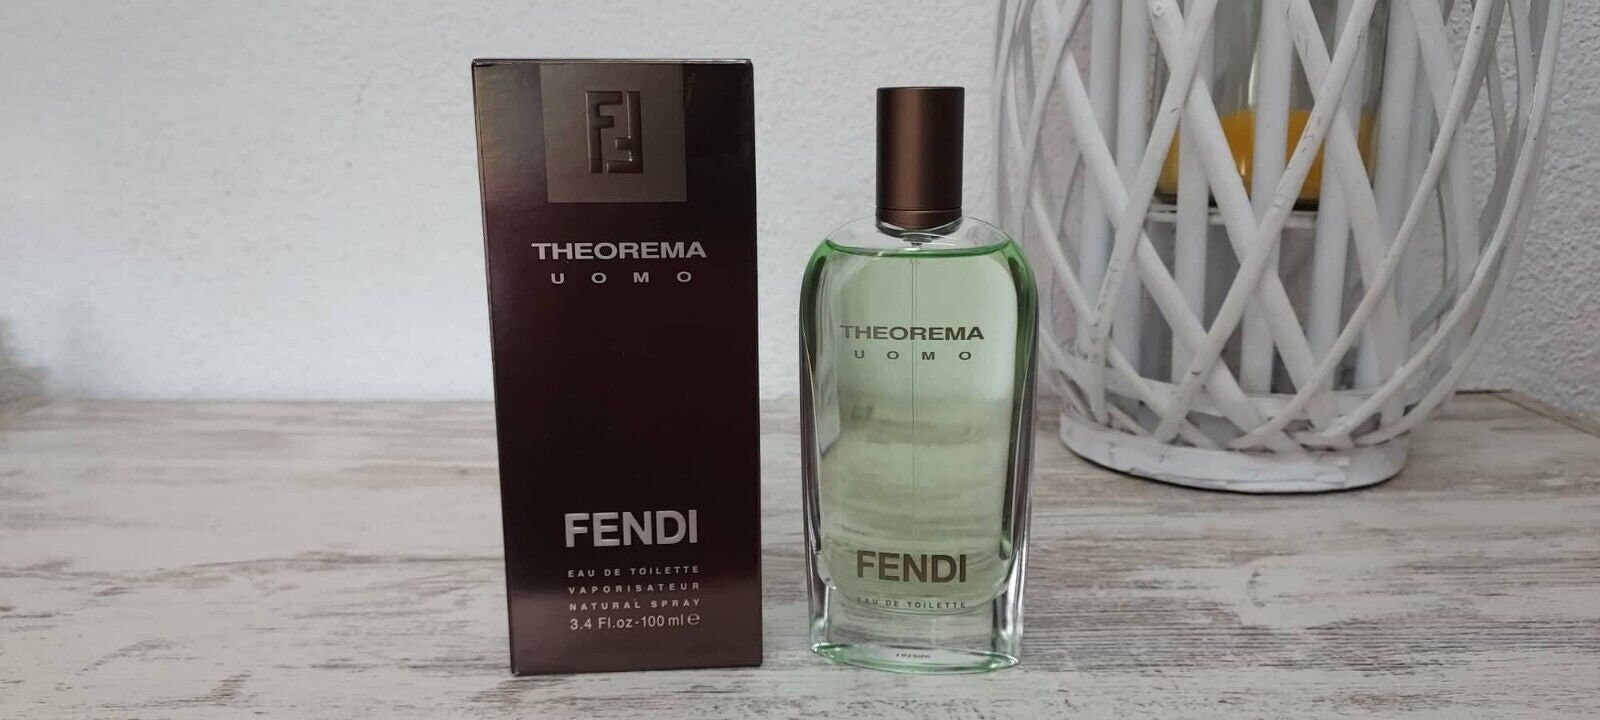 THEOREMA
UOMO
FENDI
EAU DE TOILETTE
VAPORISATEUR
NATURAL SPRAY
3.4 Fl.oz-100 ml ℮
THEOREMA
UOMO
FENDI
EAU DE TOILETTE